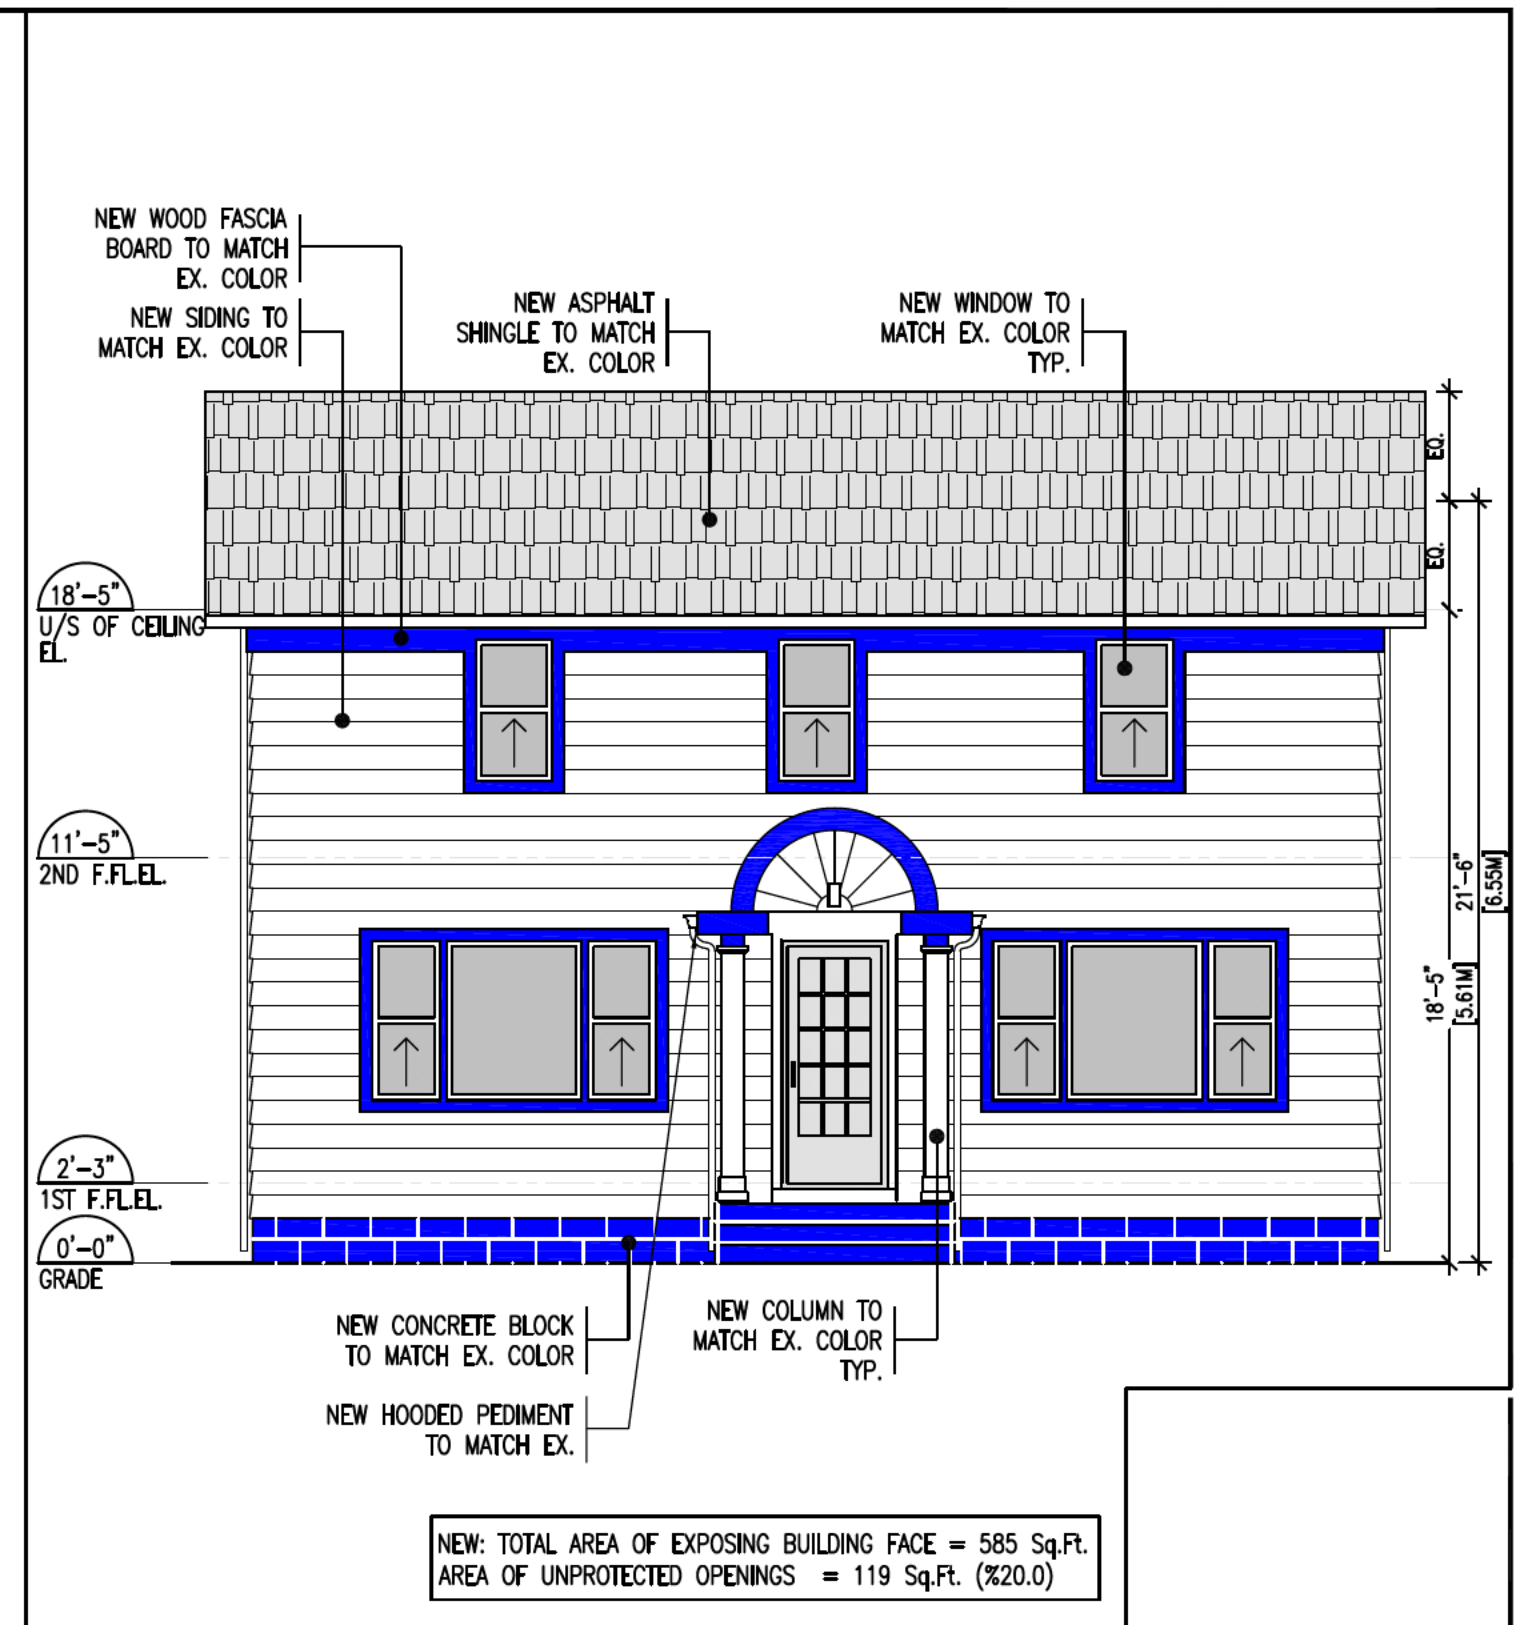 NEW WOOD FASCIA
BOARD TO MATCH
EX. COLOR
NEW SIDING TO
MATCH EX. COLOR
NEW ASPHALT
SHINGLE TO MATCH
EX. COLOR
NEW WINDOW TO
MATCH EX. COLOR
TYP.
EQ.
EQ.
18'-5"
U/S OF CEILING
EL.
11'-5"
2ND F.FL.EL.
2'-3"
1ST F.FL.EL.
0'-0"
GRADE
21'-6"
[6.55M]
18'-5"
[5.61M]
NEW CONCRETE BLOCK
TO MATCH EX. COLOR
NEW COLUMN TO
MATCH EX. COLOR
TYP.
NEW HOODED PEDIMENT
TO MATCH EX.
NEW: TOTAL AREA OF EXPOSING BUILDING FACE = 585 Sq.Ft.
AREA OF UNPROTECTED OPENINGS = 119 Sq.Ft. (%20.0)